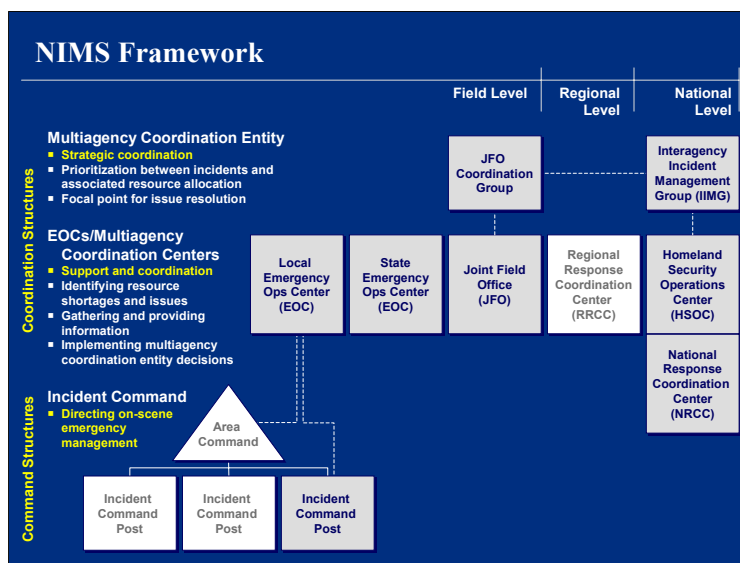 NIMS Framework
Field Level
Regional
Level
National
Level
Coordination Structures
Multiagency Coordination Entity
▪ Strategic coordination
▪ Prioritization between incidents and
associated resource allocation
▪ Focal point for issue resolution
JFO
Coordination
Group
Interagency
Incident
Management
Group (IIMG)
EOCs/Multiagency
Coordination Centers
▪ Support and coordination
▪ Identifying resource
shortages and issues
▪ Gathering and providing
information
▪ Implementing multiagency
coordination entity decisions
Local
Emergency
Ops Center
(EOC)
State
Emergency
Ops Center
(EOC)
Joint Field
Office
(JFO)
Regional
Response
Coordination
Center
(RRCC)
Homeland
Security
Operations
Center
(HSOC)
National
Response
Coordination
Center
(NRCC)
Command Structures
Incident Command
▪ Directing on-scene
emergency
management
Area
Command
Incident
Command
Post
Incident
Command
Post
Incident
Command
Post